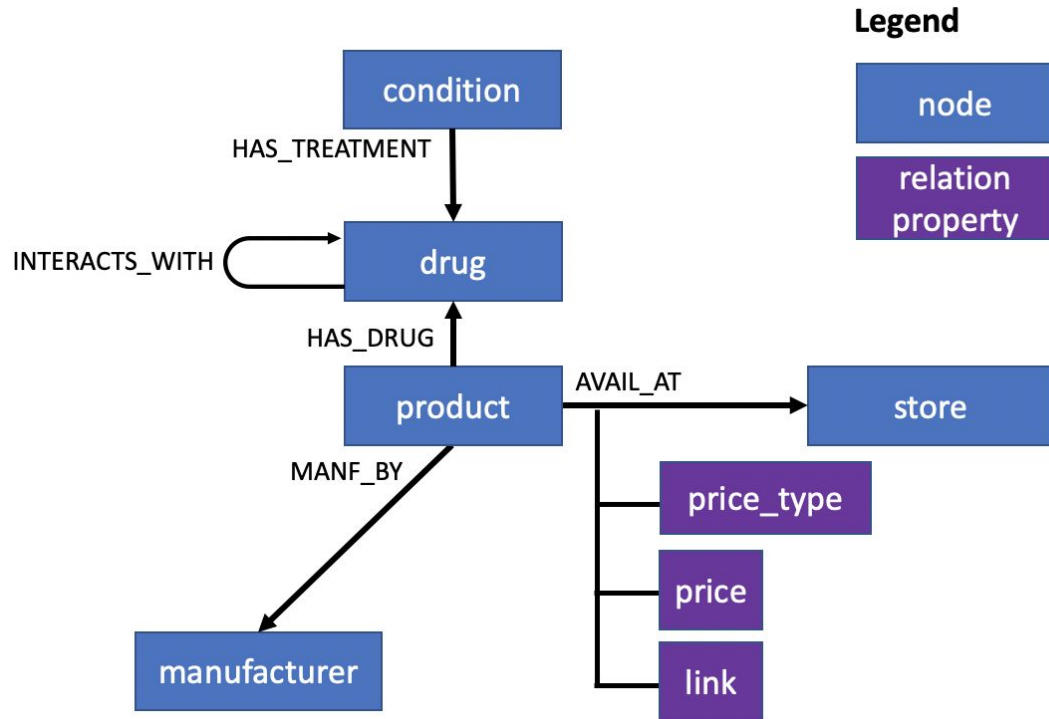 Legend
node
relation
property
condition
HAS_TREATMENT
INTERACTS_WITH
drug
HAS_DRUG
product
AVAIL_AT
store
MANF_BY
price_type
price
manufacturer
link